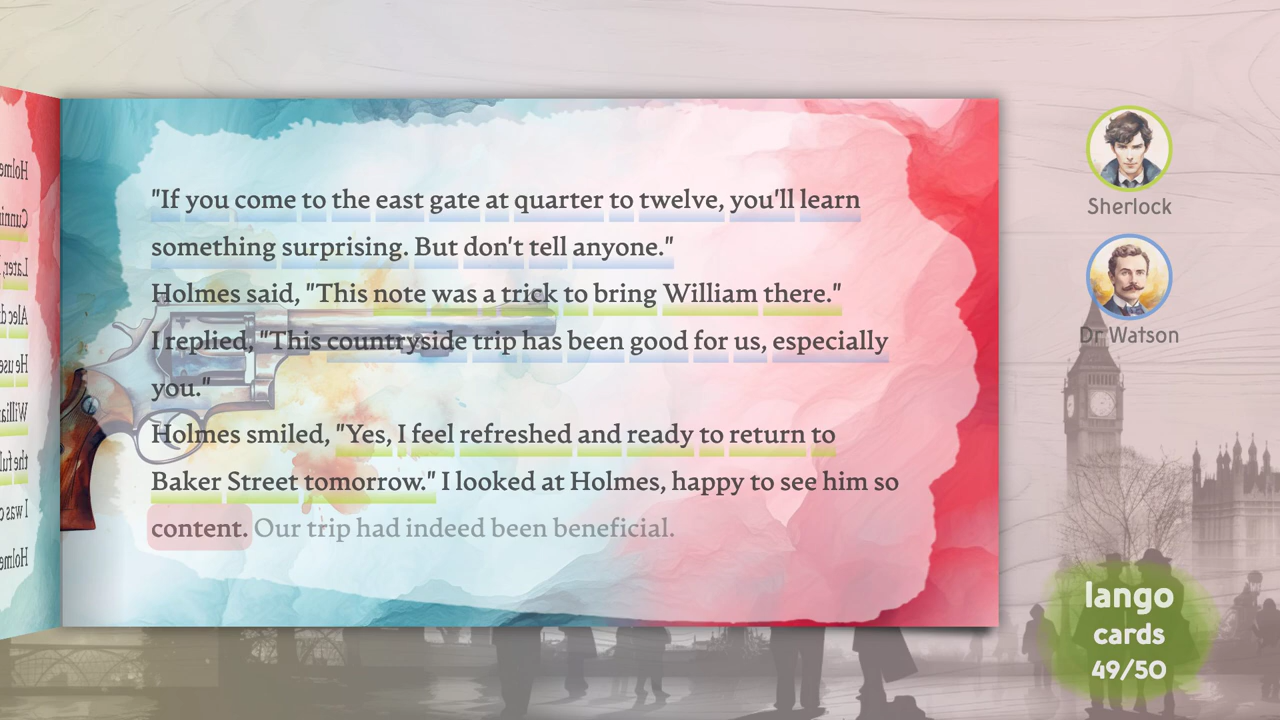 "If you come to the east gate at quarter to twelve, you'll learn
something surprising. But don't tell anyone."
Holmes said, "This note was a trick to bring William there."
I replied, "This countryside trip has been good for us, especially
you."
Holmes smiled, "Yes, I feel refreshed and ready to return to
Baker Street tomorrow." I looked at Holmes, happy to see him so
content. Our trip had indeed been beneficial.
Sherlock
Dr Watson
lango
cards
49/50